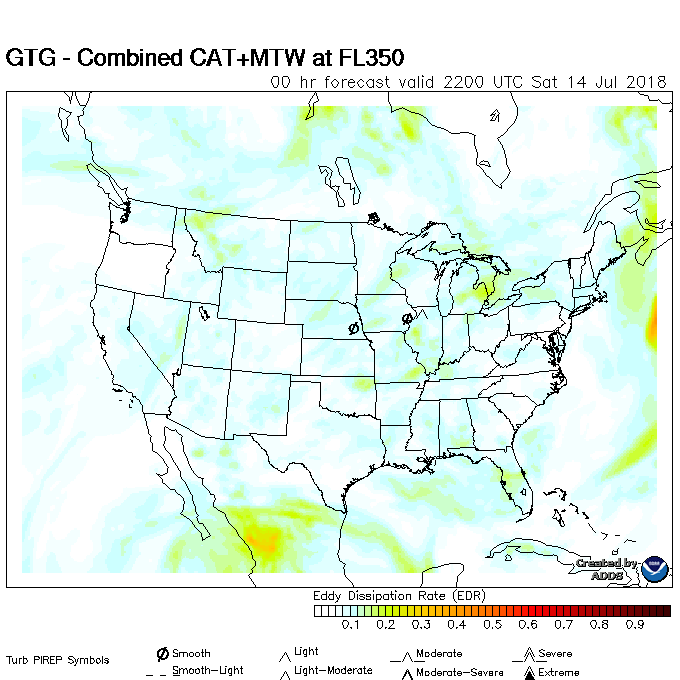 GTG - Combined CAT+MTW at FL350
00 hr forecast valid 2200 UTC Sat 14 Jul 2018
Created by
ADDS
Eddy Dissipation Rate (EDR)
0.1 0.2 0.3 0.4 0.5 0.6 0.7 0.8 0.9
Turb PIREP Symbols
Smooth Light Moderate Severe
Smooth-Light Light-Moderate Moderate-Severe Extreme